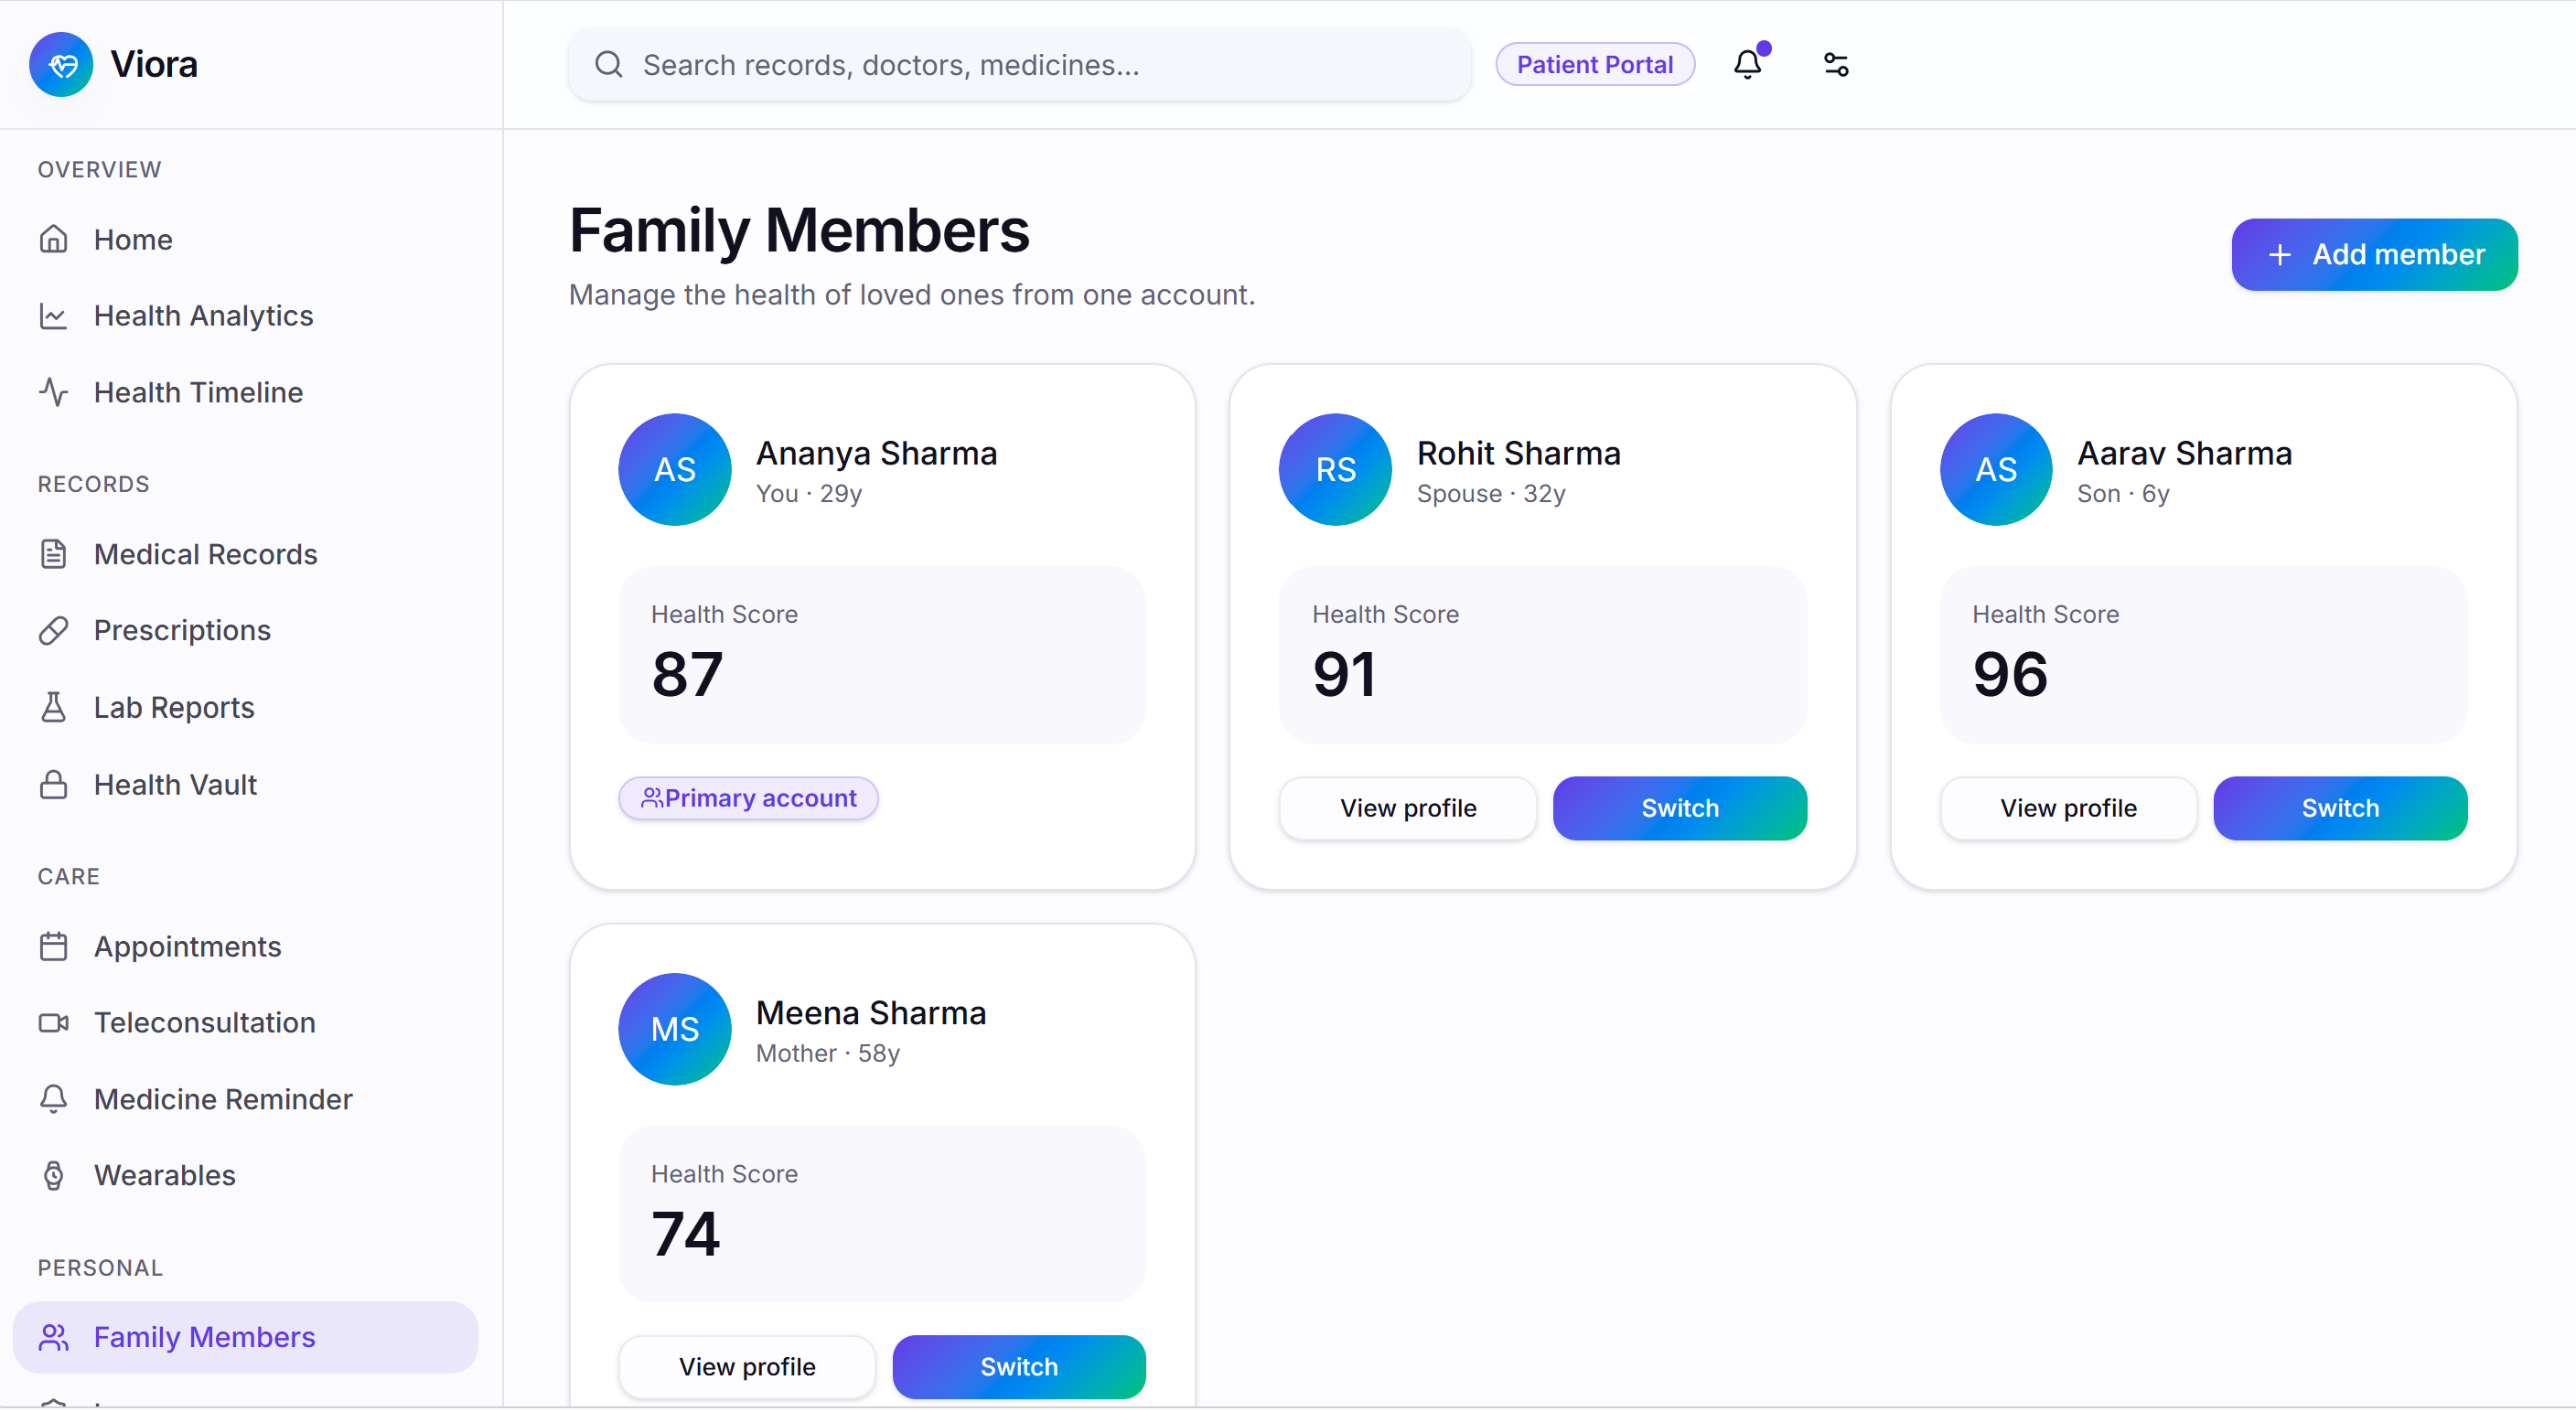 Viora
Search records, doctors, medicines...
Patient Portal
OVERVIEW
Home
Health Analytics
Health Timeline
RECORDS
Medical Records
Prescriptions
Lab Reports
Health Vault
CARE
Appointments
Teleconsultation
Medicine Reminder
Wearables
PERSONAL
Family Members
Family Members
Manage the health of loved ones from one account.
Add member
AS
Ananya Sharma
You · 29y
Health Score
87
Primary account
RS
Rohit Sharma
Spouse · 32y
Health Score
91
View profile
Switch
AS
Aarav Sharma
Son · 6y
Health Score
96
View profile
Switch
MS
Meena Sharma
Mother · 58y
Health Score
74
View profile
Switch